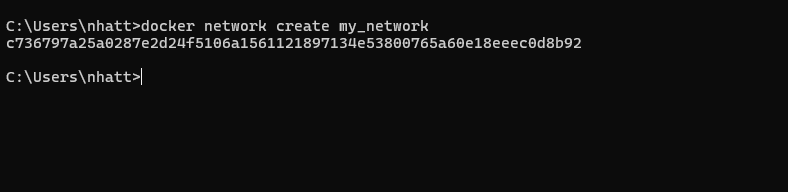 C:\Users\nhatt>docker network create my_network
c736797a25a0287e2d24f5106a1561121897134e53800765a60e18eeec0d8b92
C:\Users\nhatt>